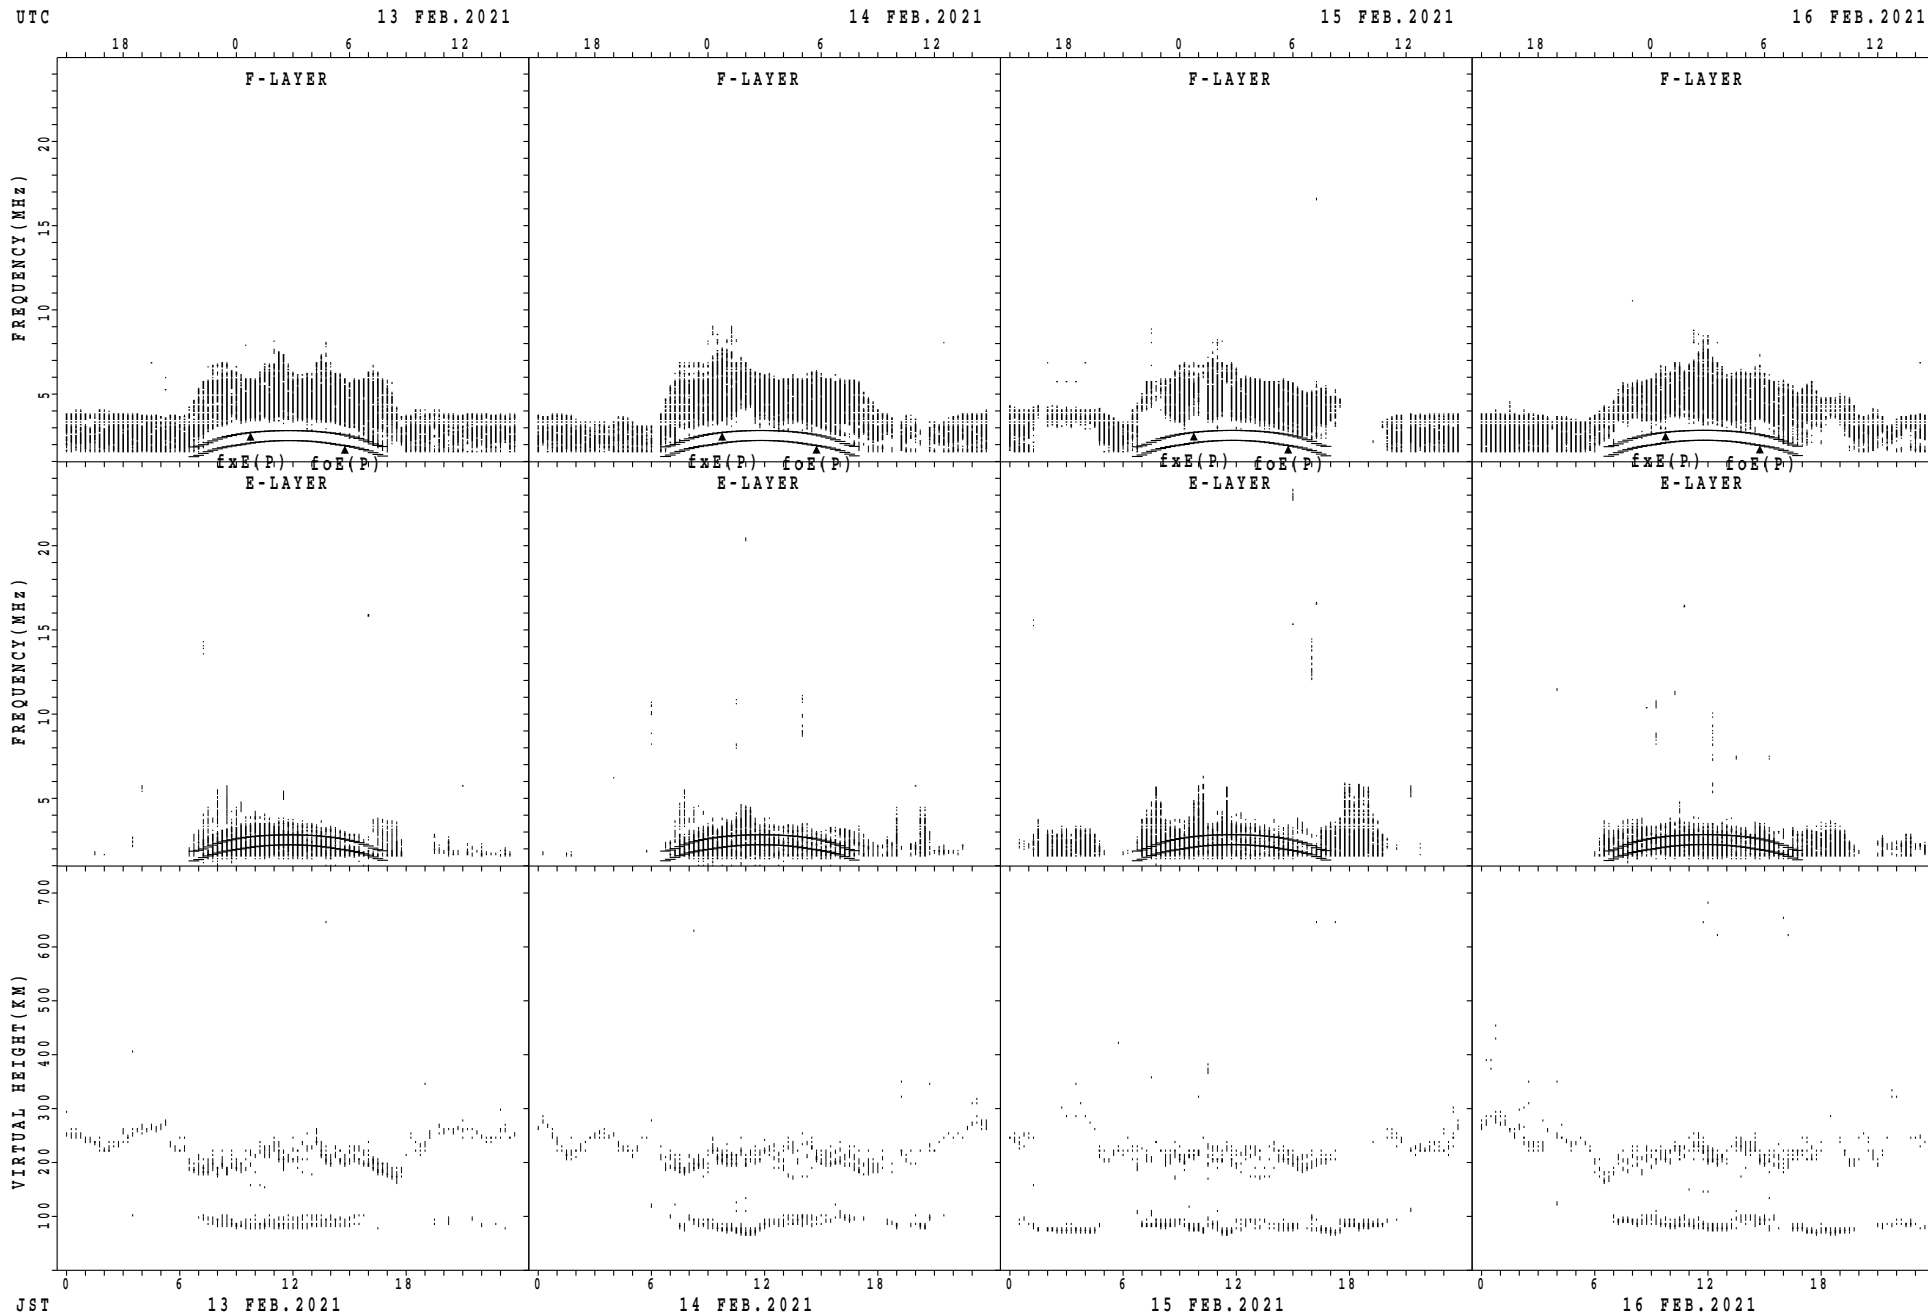 UTC 13 FEB.2021 14 FEB.2021 15 FEB.2021 16 FEB.2021
18 0 6 12 18 0 6 12 18 0 6 12 18 0 6 12
F-LAYER F-LAYER F-LAYER F-LAYER
FREQUENCY(MHz)
20
15
10
5
fxE(P) foE(P) fxE(P) foE(P) fxE(P) foE(P) fxE(P) foE(P)
E-LAYER E-LAYER E-LAYER E-LAYER
FREQUENCY(MHz)
20
15
10
5
VIRTUAL HEIGHT(KM)
700
600
500
400
300
200
100
0 6 12 18 0 6 12 18 0 6 12 18 0 6 12 18
JST 13 FEB.2021 14 FEB.2021 15 FEB.2021 16 FEB.2021